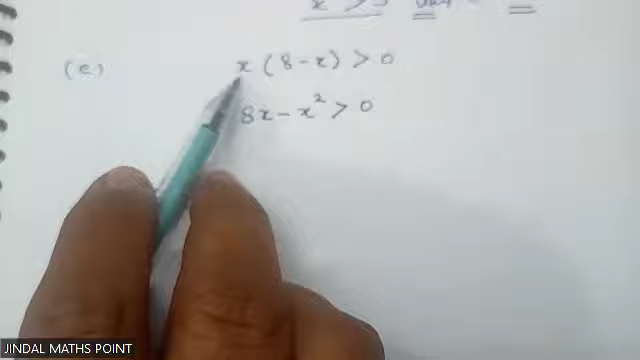 (e) x (8 - x) > 0
8x - x² > 0
JINDAL MATHS POINT